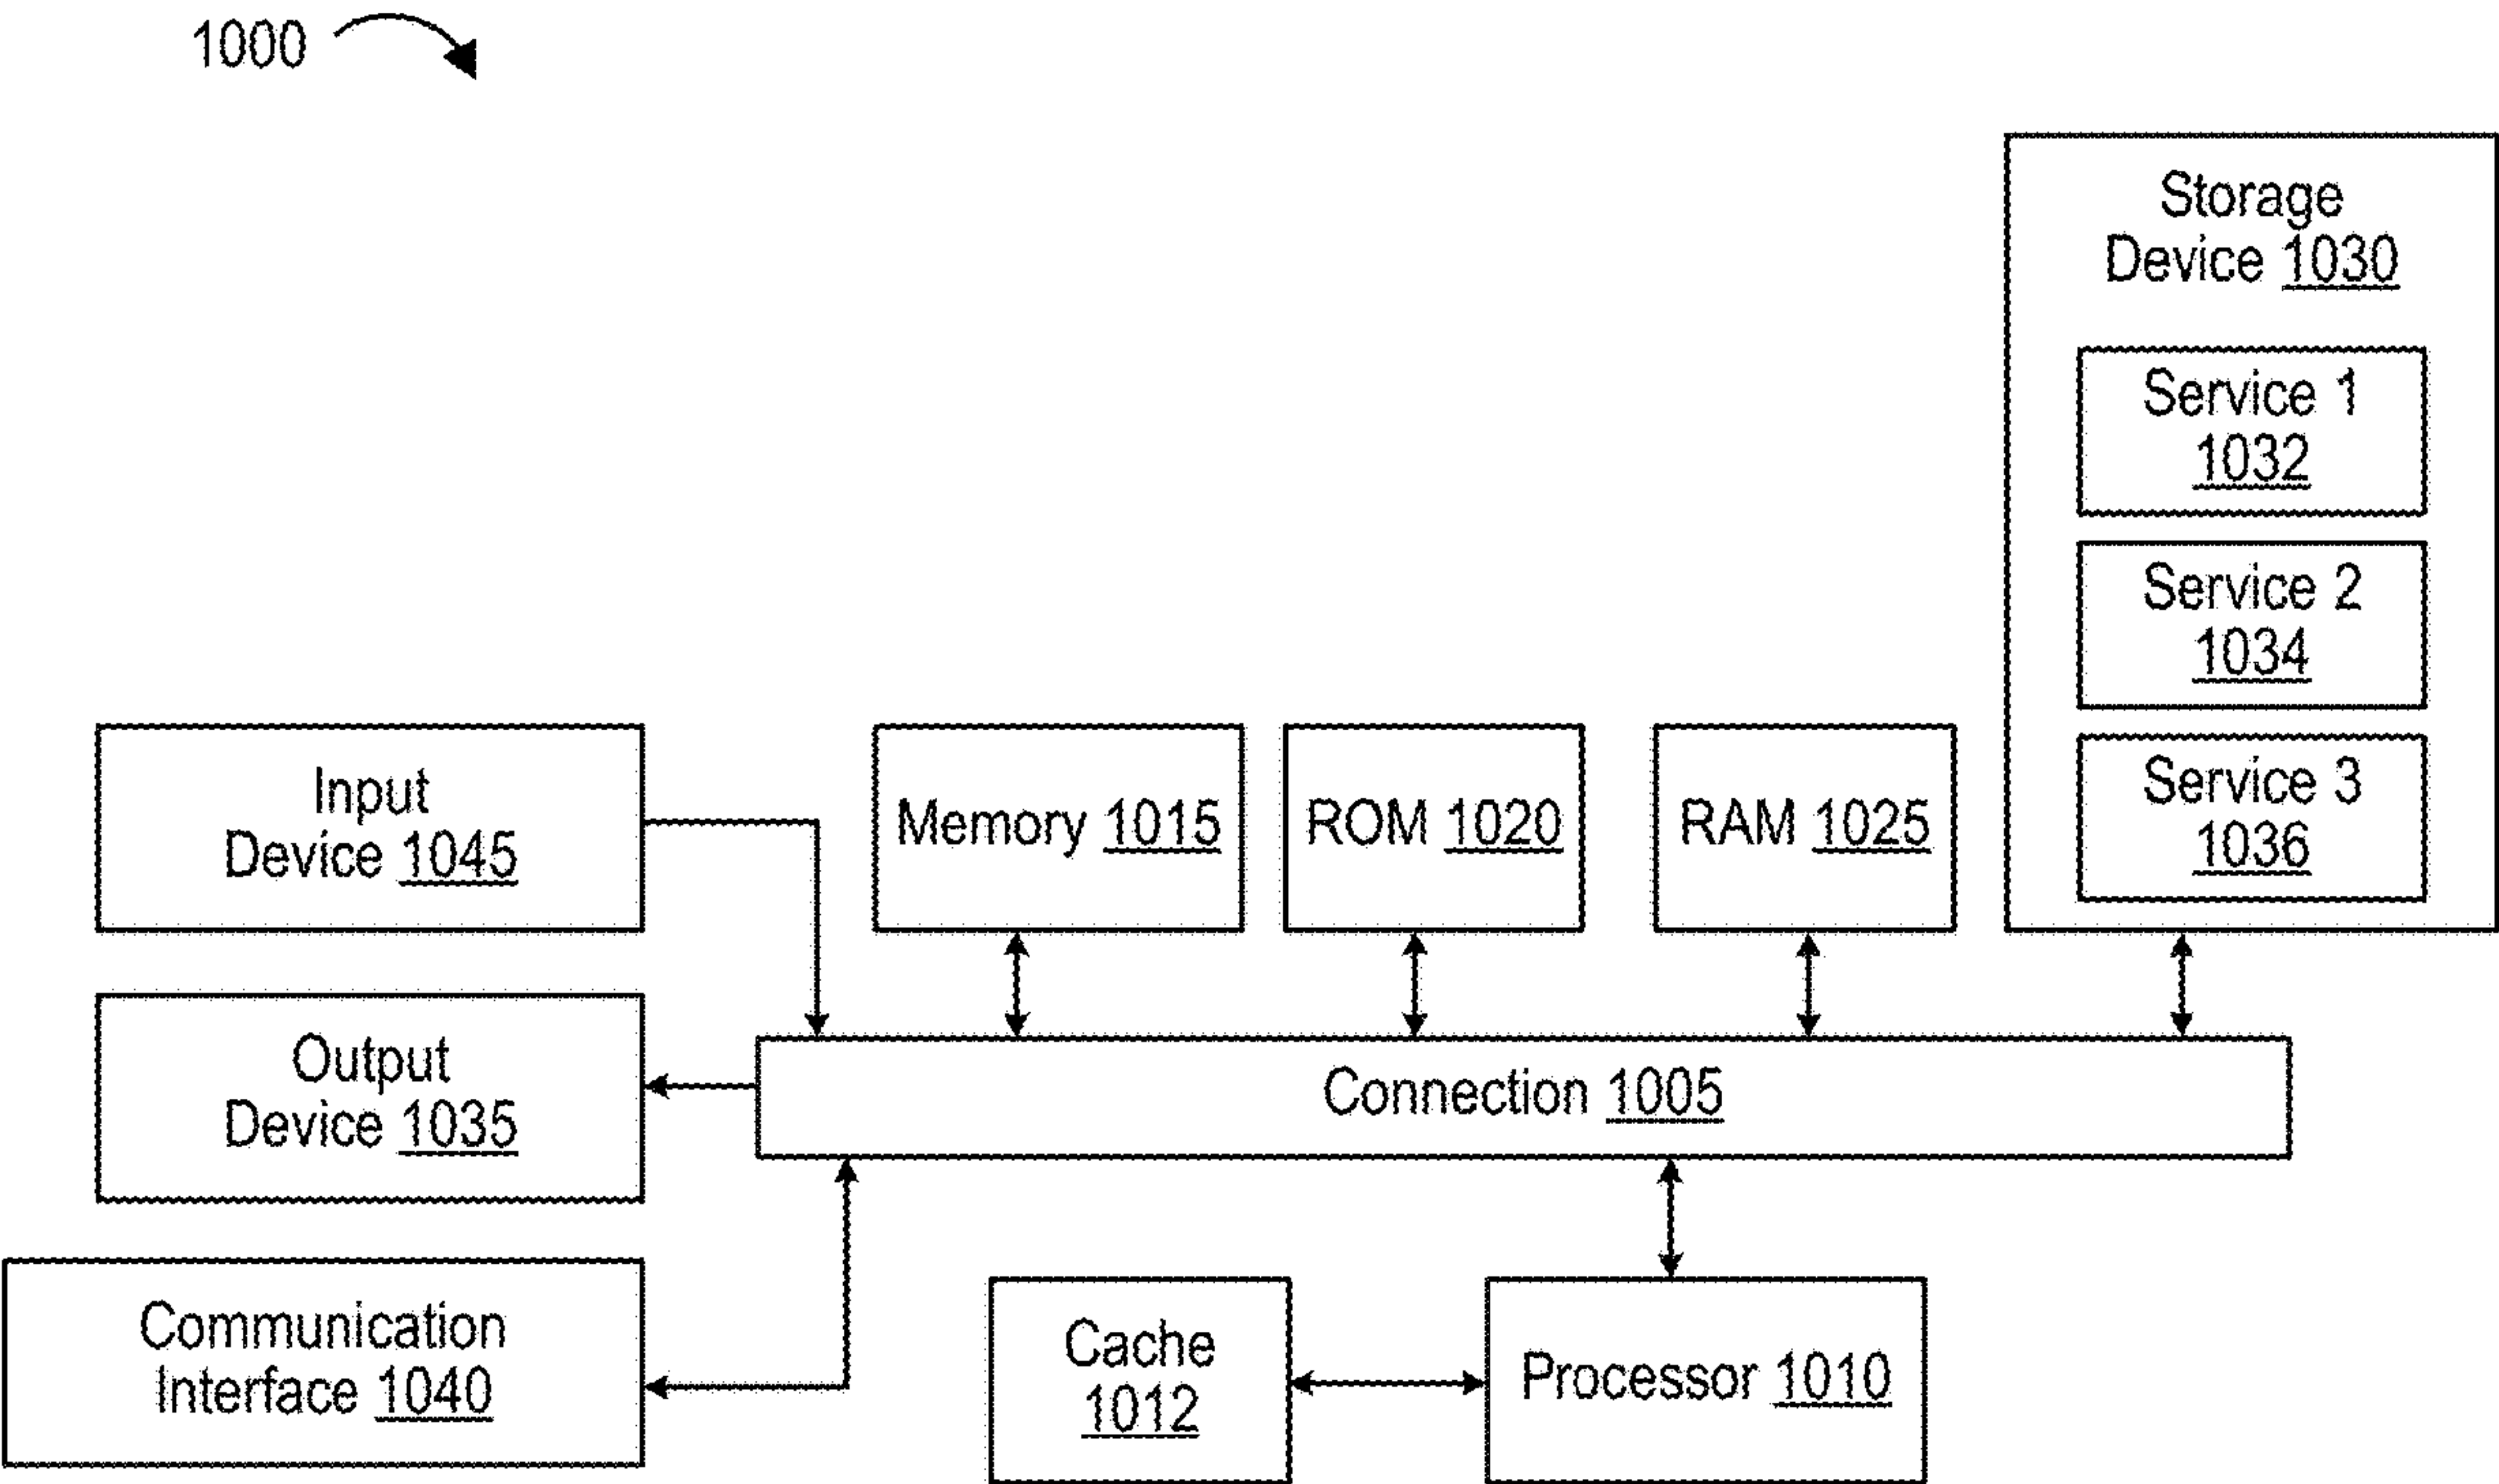 1000
Storage
Device 1030
Service 1
1032
Service 2
1034
Service 3
1036
Input
Device 1045
Memory 1015
ROM 1020
RAM 1025
Output
Device 1035
Connection 1005
Communication
Interface 1040
Cache
1012
Processor 1010